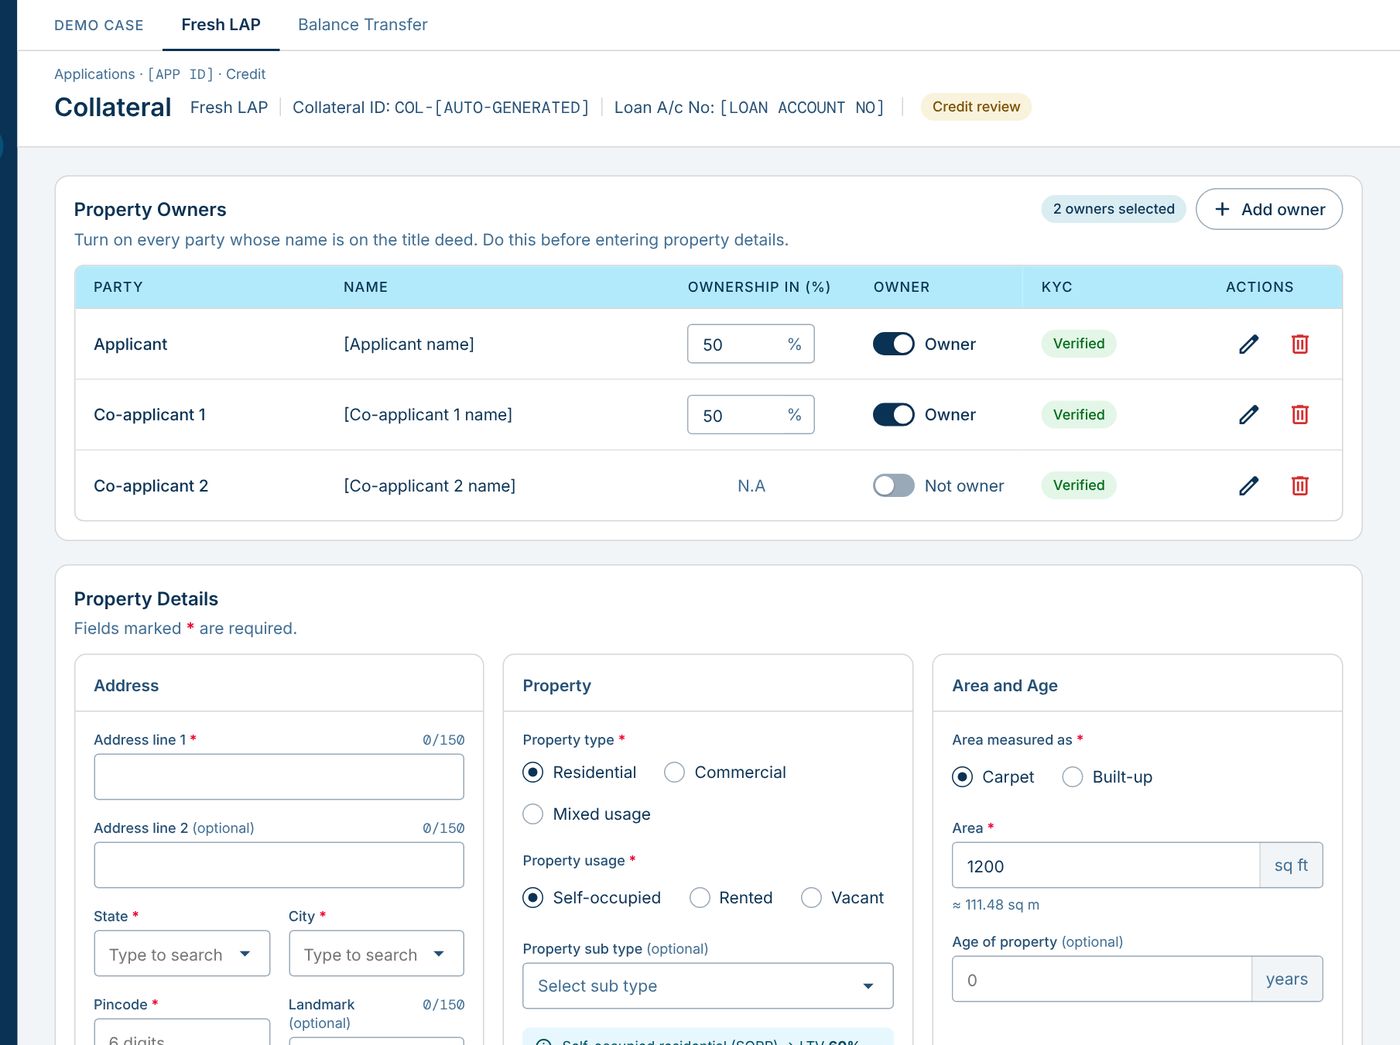 DEMO CASE Fresh LAP Balance Transfer
Applications · [APP ID] · Credit
Collateral Fresh LAP Collateral ID: COL-[AUTO-GENERATED] Loan A/c No: [LOAN ACCOUNT NO] Credit review
Property Owners 2 owners selected + Add owner
Turn on every party whose name is on the title deed. Do this before entering property details.
PARTY NAME OWNERSHIP IN (%) OWNER KYC ACTIONS
Applicant [Applicant name] 50 % Owner Verified
Co-applicant 1 [Co-applicant 1 name] 50 % Owner Verified
Co-applicant 2 [Co-applicant 2 name] N.A Not owner Verified
Property Details
Fields marked * are required.
Address
Address line 1 * 0/150
Address line 2 (optional) 0/150
State * City *
Type to search Type to search
Pincode * Landmark 0/150
(optional)
6 digits
Property
Property type *
Residential Commercial
Mixed usage
Property usage *
Self-occupied Rented Vacant
Property sub type (optional)
Select sub type
Self-occupied residential (SORP) → LTV 60%
Area and Age
Area measured as *
Carpet Built-up
Area *
1200 sq ft
≈ 111.48 sq m
Age of property (optional)
0 years